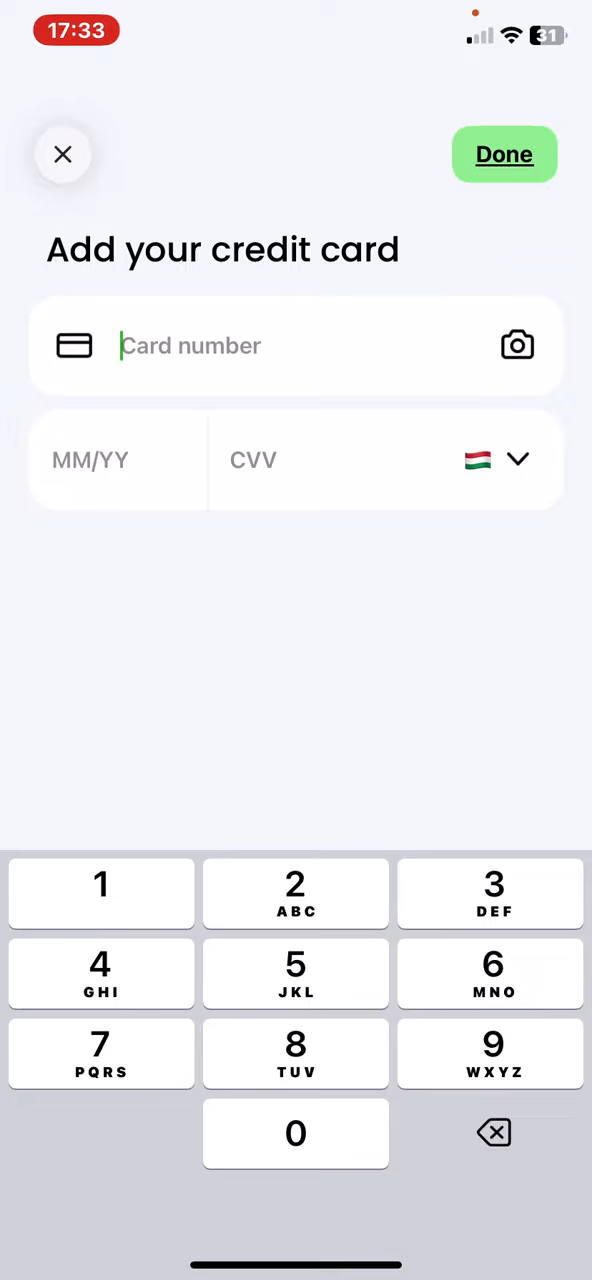 17:33
31
Done
Add your credit card
Card number
MM/YY
CVV
1
2
ABC
3
DEF
4
GHI
5
JKL
6
MNO
7
PQRS
8
TUV
9
WXYZ
0